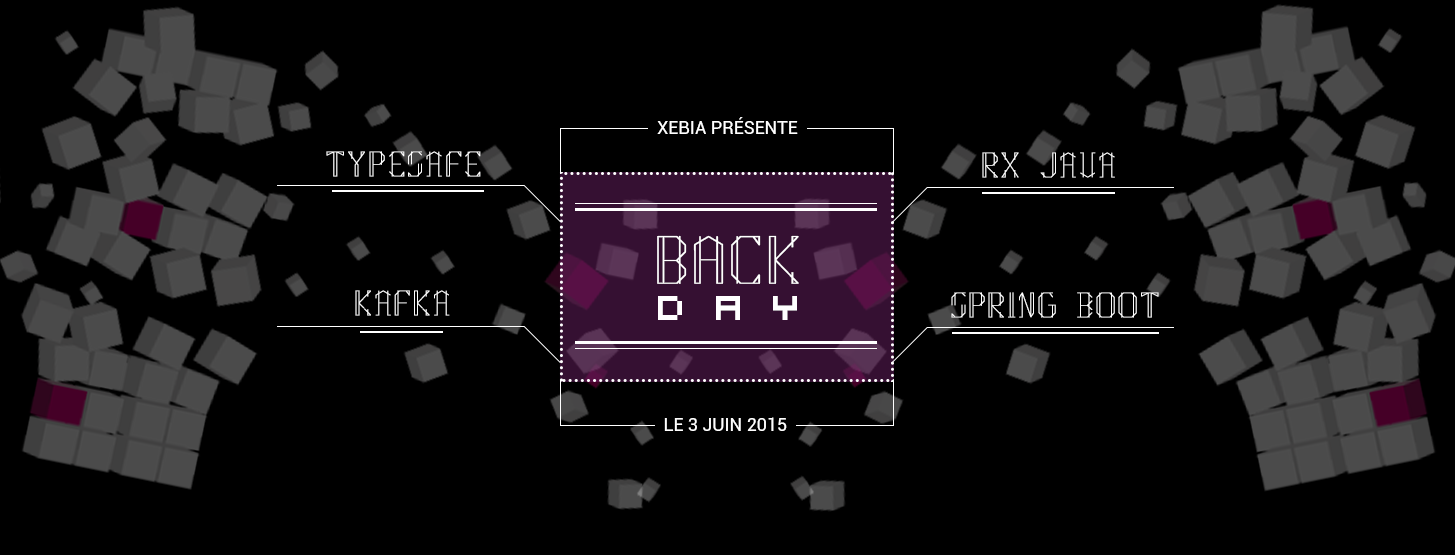 XEBIA PRÉSENTE
TYPESAFE
RX JAVA
BACK
DAY
KAFKA
SPRING BOOT
LE 3 JUIN 2015